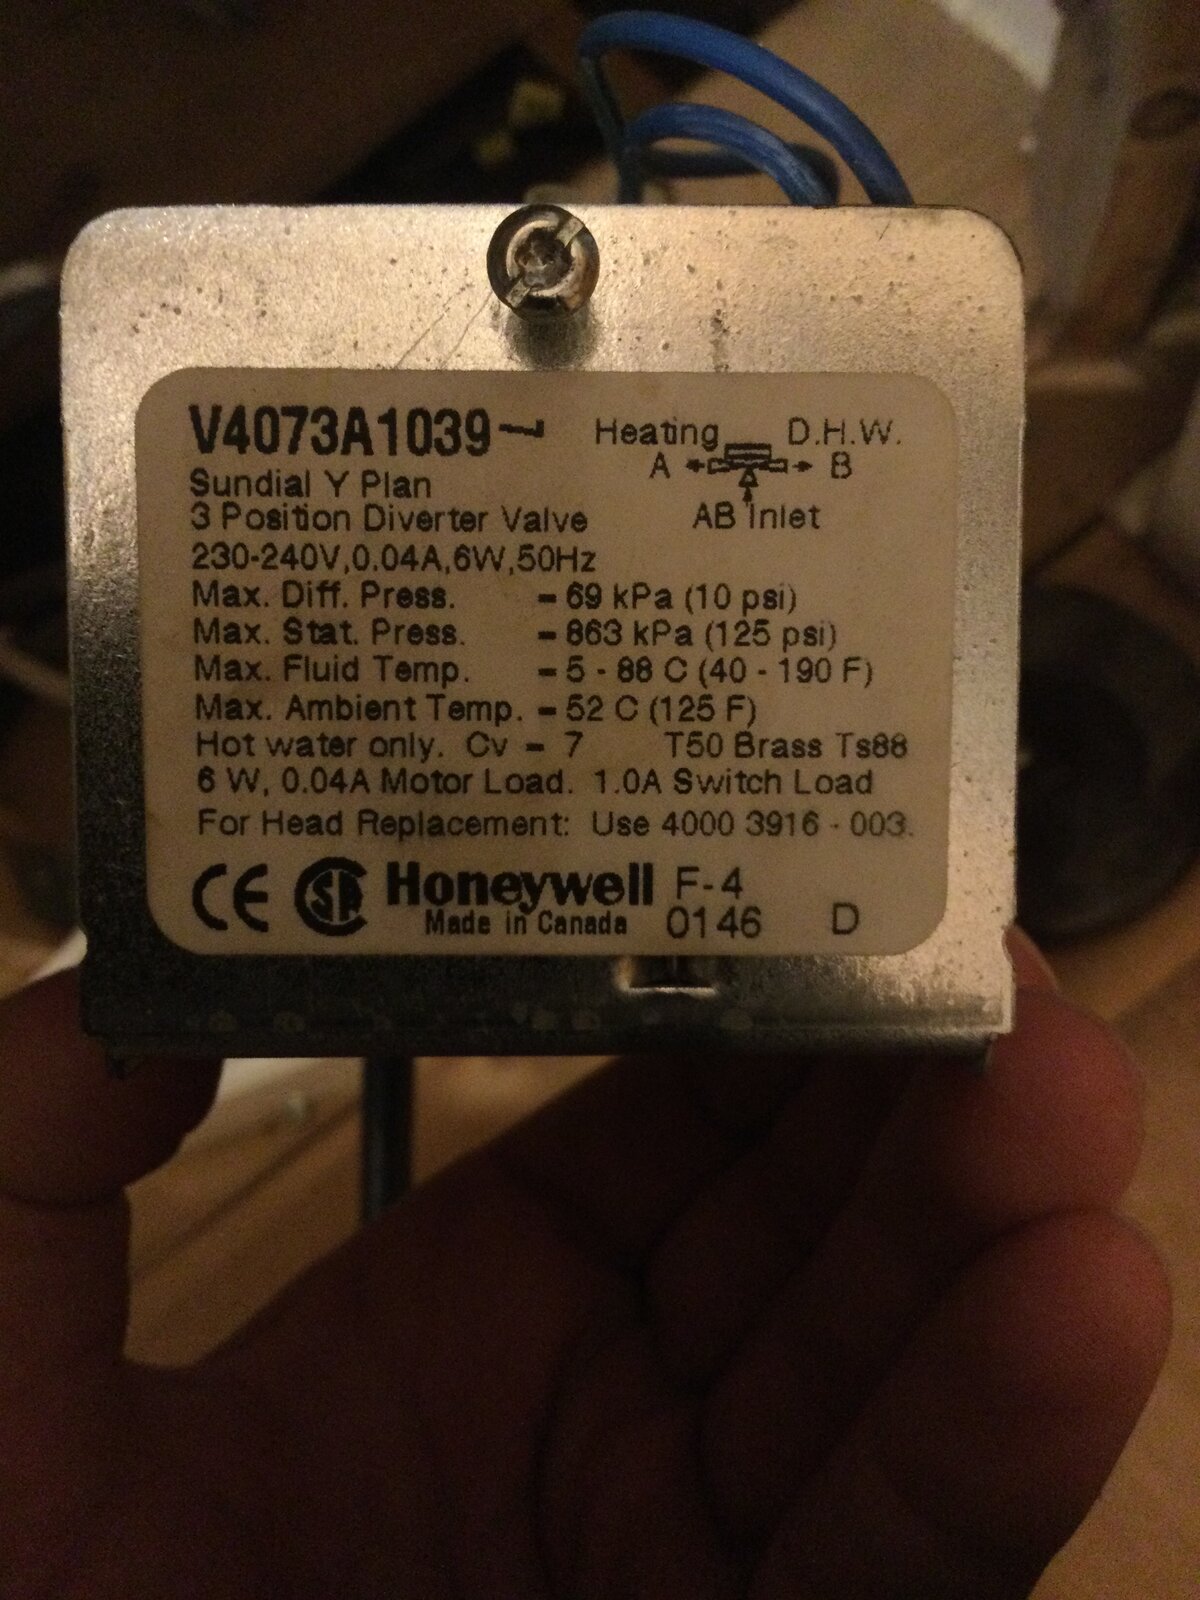 V4073A1039
Heating D.H.W.
A B
AB Inlet
Sundial Y Plan
3 Position Diverter Valve
230-240V,0.04A,6W,50Hz
Max. Diff. Press. = 69 kPa (10 psi)
Max. Stat. Press. = 863 kPa (125 psi)
Max. Fluid Temp. = 5 - 88 C (40 - 190 F)
Max. Ambient Temp. = 52 C (125 F)
Hot water only. Cv = 7 T50 Brass Ts88
6 W, 0.04A Motor Load. 1.0A Switch Load
For Head Replacement: Use 4000 3916 - 003.
CE SA Honeywell F-4
Made in Canada 0146 D